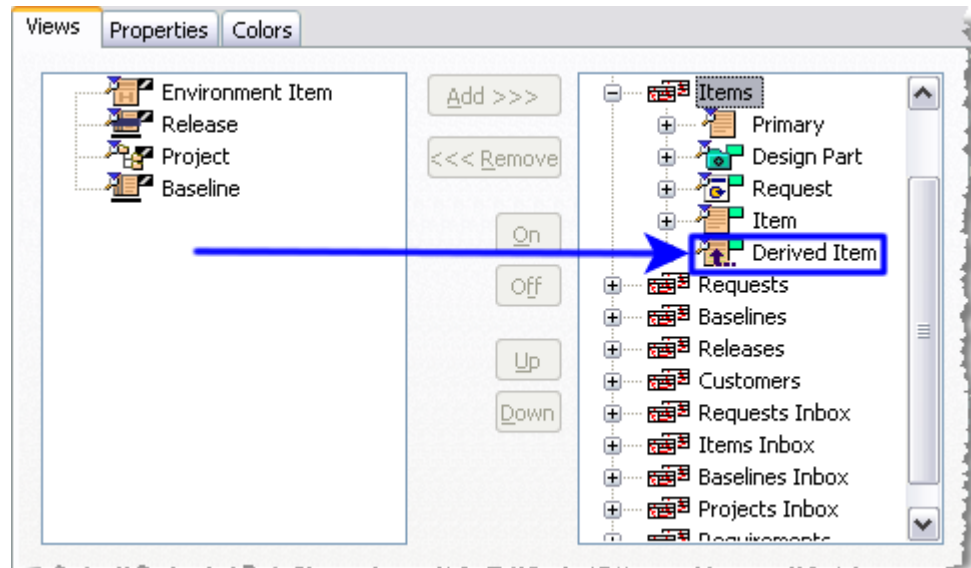 Views Properties Colors
Environment Item
Release
Project
Baseline
Add >>>
<<< Remove
On
Off
Up
Down
Items
Primary
Design Part
Request
Item
Derived Item
Requests
Baselines
Releases
Customers
Requests Inbox
Items Inbox
Baselines Inbox
Projects Inbox
Requirements